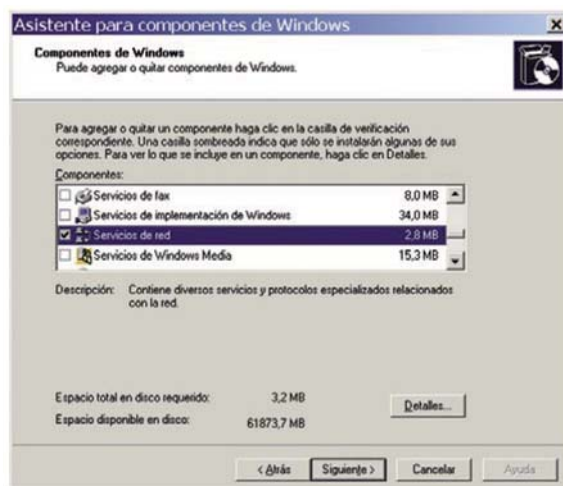 Asistente para componentes de Windows
Componentes de Windows
Puede agregar o quitar componentes de Windows.
Para agregar o quitar un componente haga clic en la casilla de verificación
correspondiente. Una casilla sombreada indica que sólo se instalarán algunas de sus
opciones. Para ver lo que se incluye en un componente, haga clic en Detalles.
Componentes:
Servicios de fax 8,0 MB
Servicios de implementación de Windows 34,0 MB
Servicios de red 2,8 MB
Servicios de Windows Media 15,3 MB
Descripción: Contiene diversos servicios y protocolos especializados relacionados
con la red.
Espacio total en disco requerido: 3,2 MB
Espacio disponible en disco: 61873,7 MB
Detalles...
< Atrás Siguiente > Cancelar Ayuda